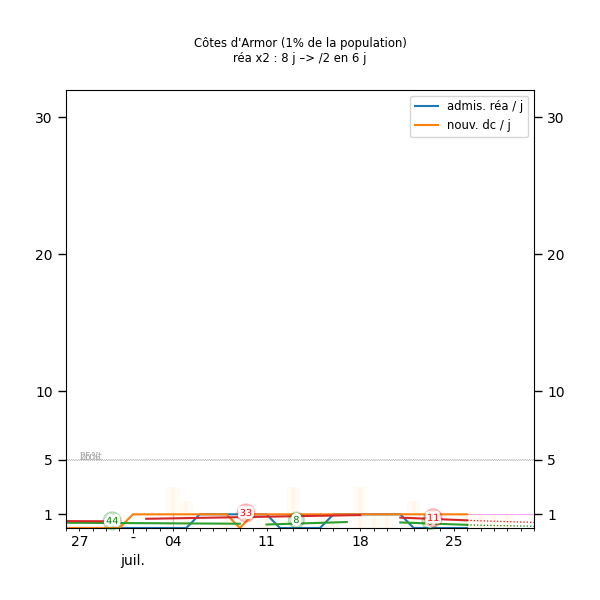 Côtes d'Armor (1% de la population)
réa x2 : 8 j –> /2 en 6 j
admis. réa / j
nouv. dc / j
30 30
20 20
10 10
5 5
1 1
44 33 8 11
27 - 04 11 18 25
juil.